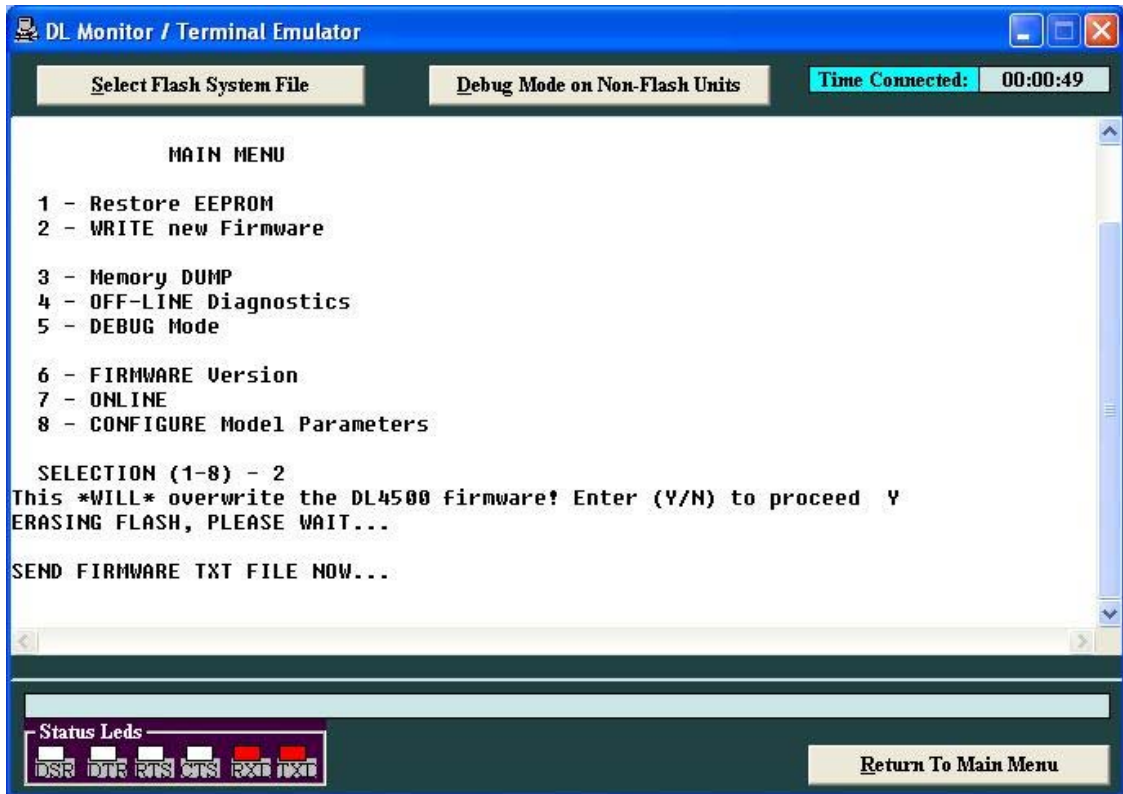 DL Monitor / Terminal Emulator
Select Flash System File
Debug Mode on Non-Flash Units
Time Connected: 00:00:49
MAIN MENU
1 - Restore EEPROM
2 - WRITE new Firmware
3 - Memory DUMP
4 - OFF-LINE Diagnostics
5 - DEBUG Mode
6 - FIRMWARE Version
7 - ONLINE
8 - CONFIGURE Model Parameters
SELECTION (1-8) - 2
This *WILL* overwrite the DL4500 firmware! Enter (Y/N) to proceed Y
ERASING FLASH, PLEASE WAIT...
SEND FIRMWARE TXT FILE NOW...
Status Leds
DSR DTR RTS CTS RXD TXD
Return To Main Menu